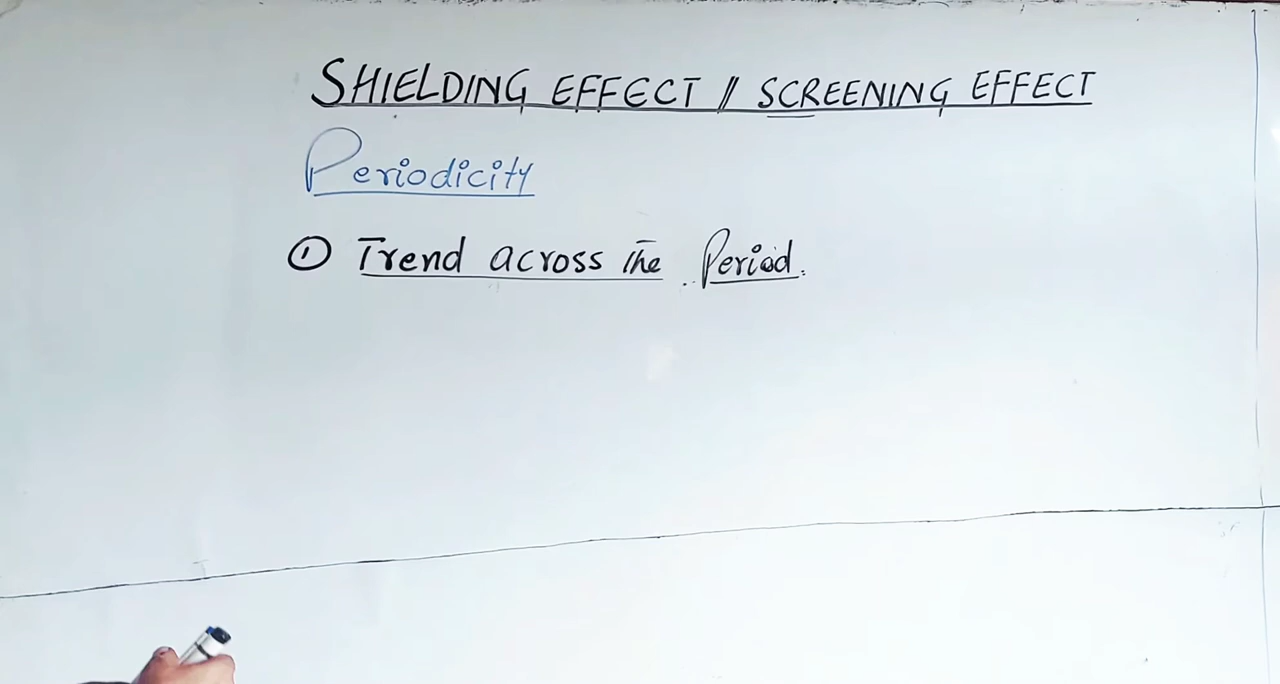 SHIELDING EFFECT // SCREENING EFFECT
Periodicity
① Trend across the Period.